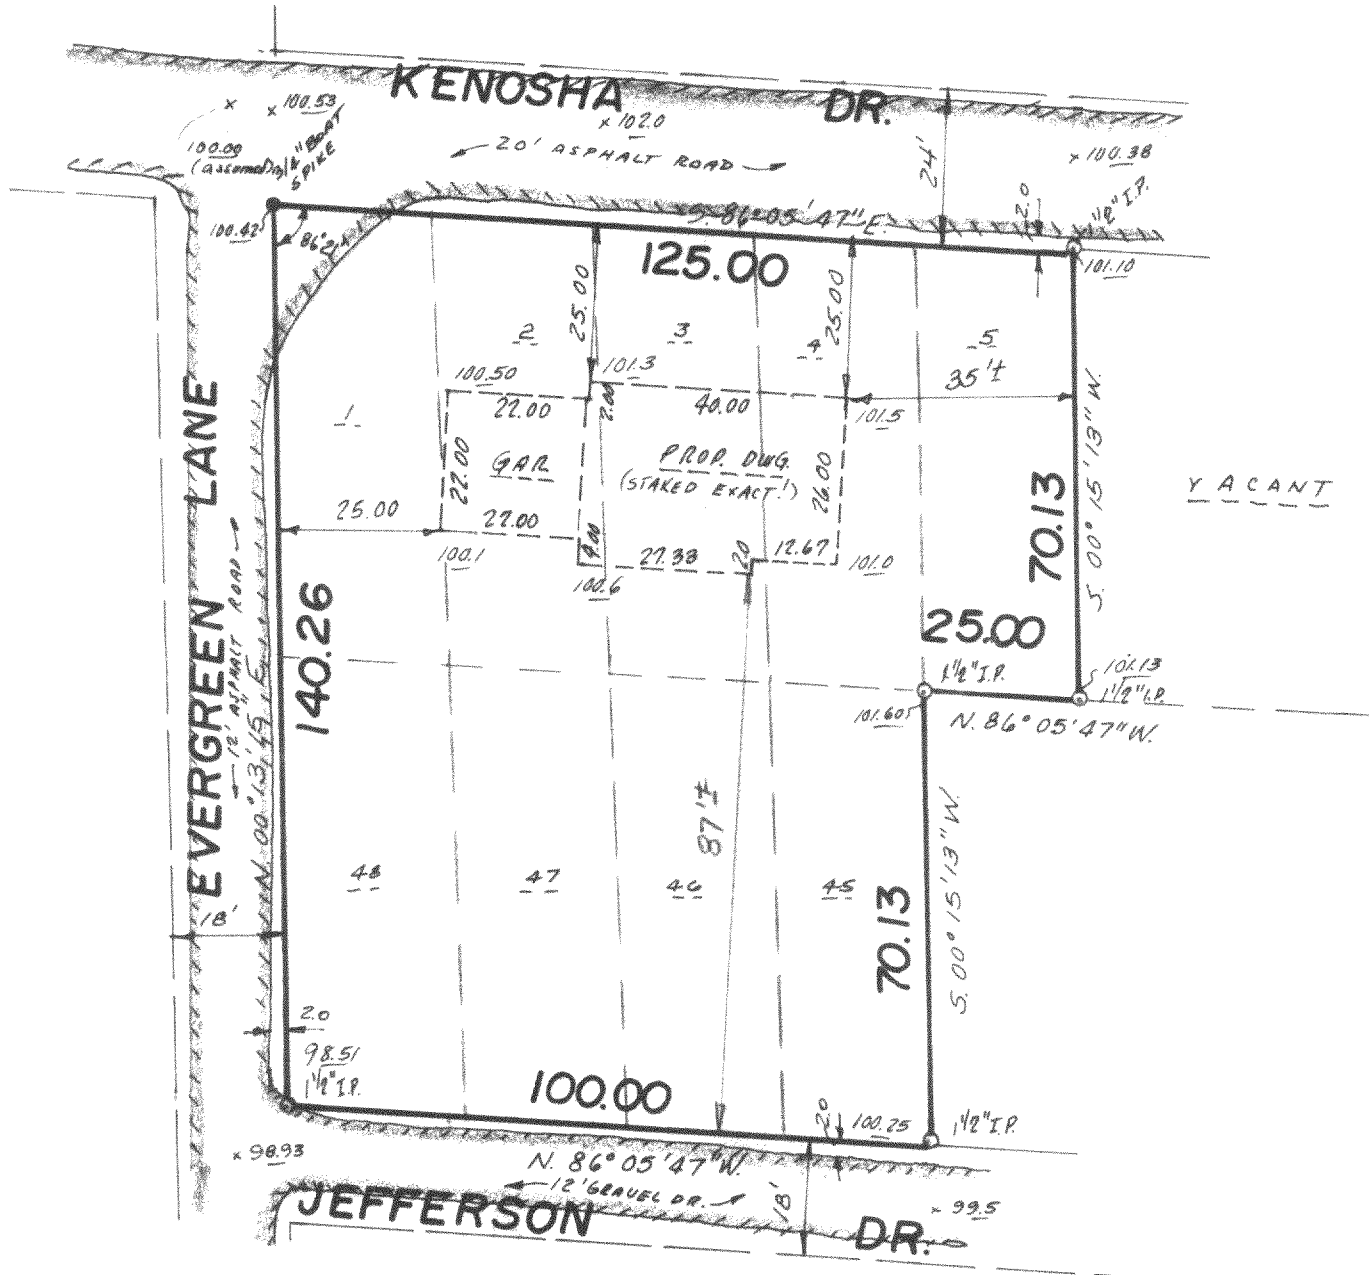 KENOSHA DR.
x 100.53
x 102.0
100.00
(assumed)
BOAT
SPIKE
20' ASPHALT ROAD
24'
x 100.38
2.0
1/2" I.P.
100.42
86°21'
S. 86°05'47" E.
125.00
101.10
25.00
25.00
2
3
4
5
35'±
100.50
101.3
22.00
2.00
40.00
101.5
1
22.00
GAR
PROP. DWG.
(STAKED EXACT!)
26.00
VACANT
25.00
22.00
4.00
27.33
2.0
12.67
101.0
100.1
100.6
70.13
S. 00° 15' 13" W.
EVERGREEN LANE
12' ASPHALT ROAD
N. 00° 13' 15" E.
140.26
25.00
1 1/2" I.P.
101.13
1 1/2" I.P.
101.60
N. 86° 05' 47" W.
87'±
48
47
46
45
70.13
S. 00° 15' 13" W.
18'
2.0
98.51
1 1/2" I.P.
100.00
2.0
100.25
1 1/2" I.P.
x 98.93
N. 86° 05' 47" W.
12' GRAVEL DR.
18'
x 99.5
JEFFERSON DR.